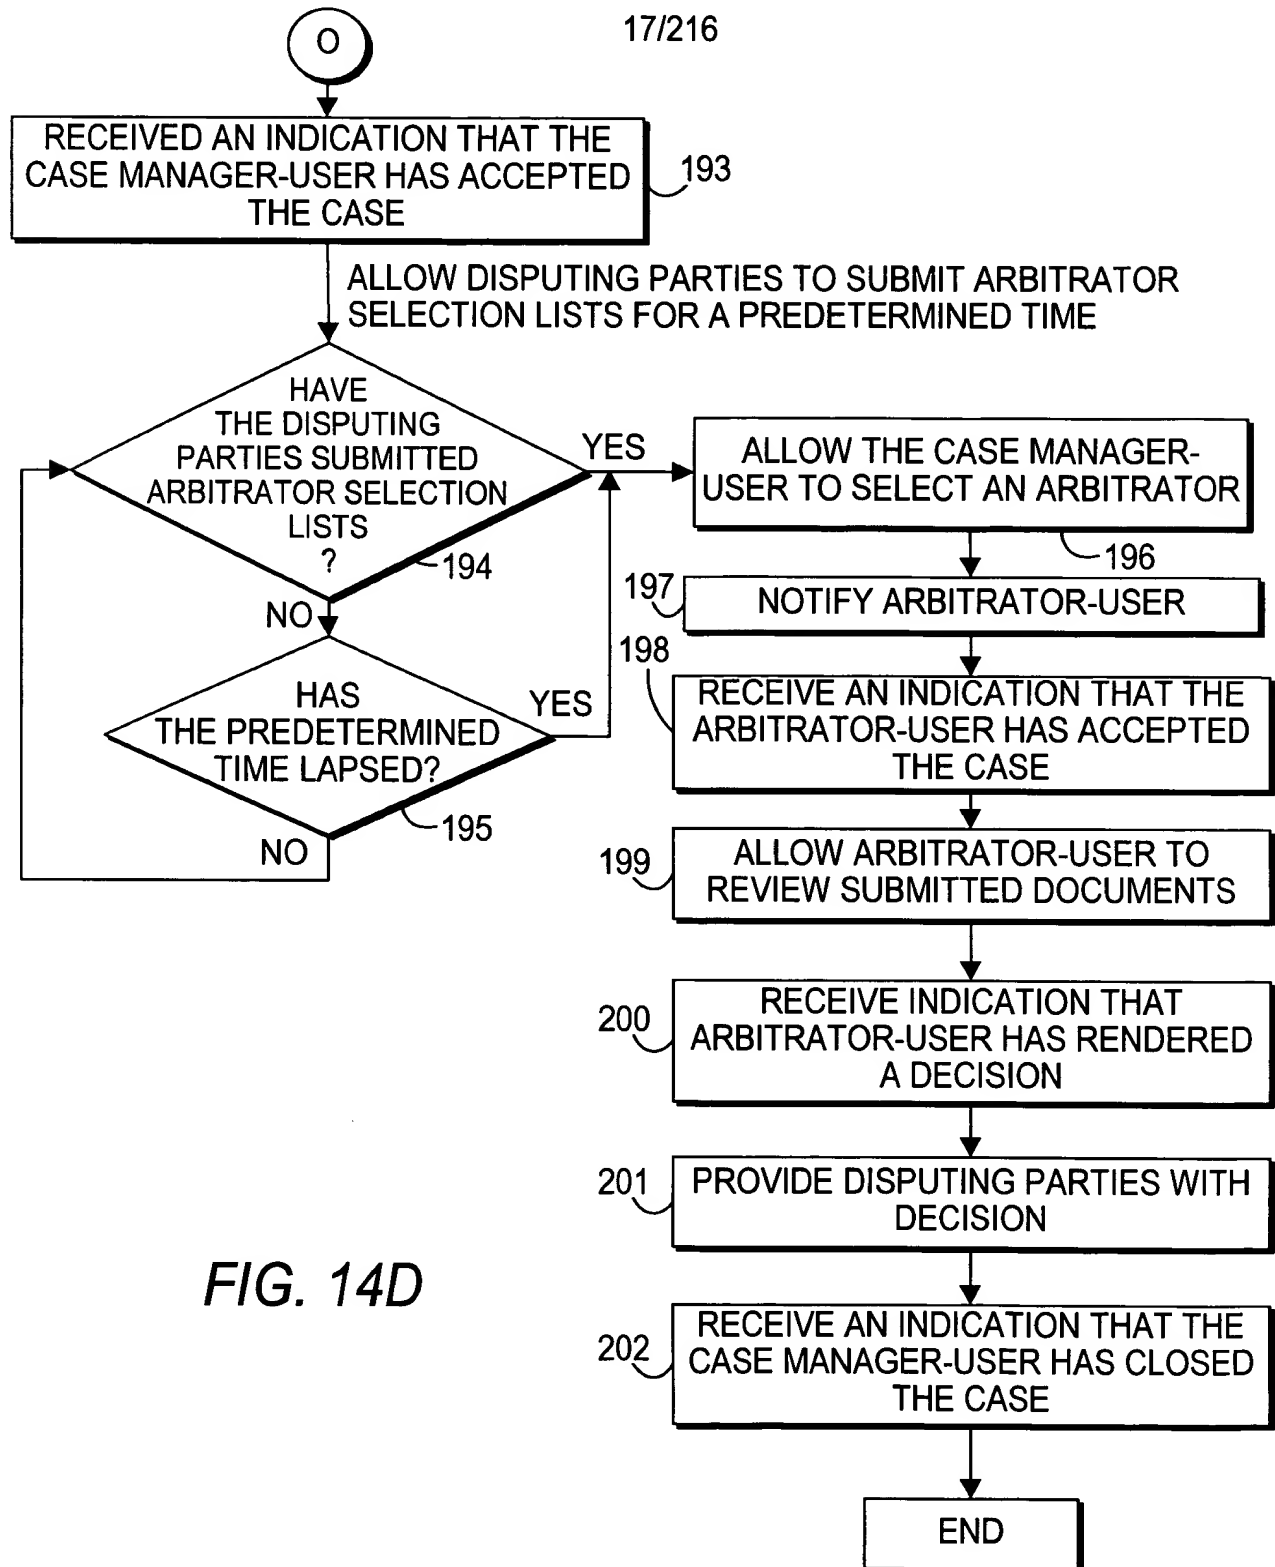 17/216
O
RECEIVED AN INDICATION THAT THE
CASE MANAGER-USER HAS ACCEPTED
THE CASE
193
ALLOW DISPUTING PARTIES TO SUBMIT ARBITRATOR
SELECTION LISTS FOR A PREDETERMINED TIME
HAVE
THE DISPUTING
PARTIES SUBMITTED
ARBITRATOR SELECTION
LISTS
?
194
YES
NO
HAS
THE PREDETERMINED
TIME LAPSED?
195
YES
NO
ALLOW THE CASE MANAGER-
USER TO SELECT AN ARBITRATOR
196
197
NOTIFY ARBITRATOR-USER
198
RECEIVE AN INDICATION THAT THE
ARBITRATOR-USER HAS ACCEPTED
THE CASE
199
ALLOW ARBITRATOR-USER TO
REVIEW SUBMITTED DOCUMENTS
200
RECEIVE INDICATION THAT
ARBITRATOR-USER HAS RENDERED
A DECISION
201
PROVIDE DISPUTING PARTIES WITH
DECISION
202
RECEIVE AN INDICATION THAT THE
CASE MANAGER-USER HAS CLOSED
THE CASE
END
FIG. 14D